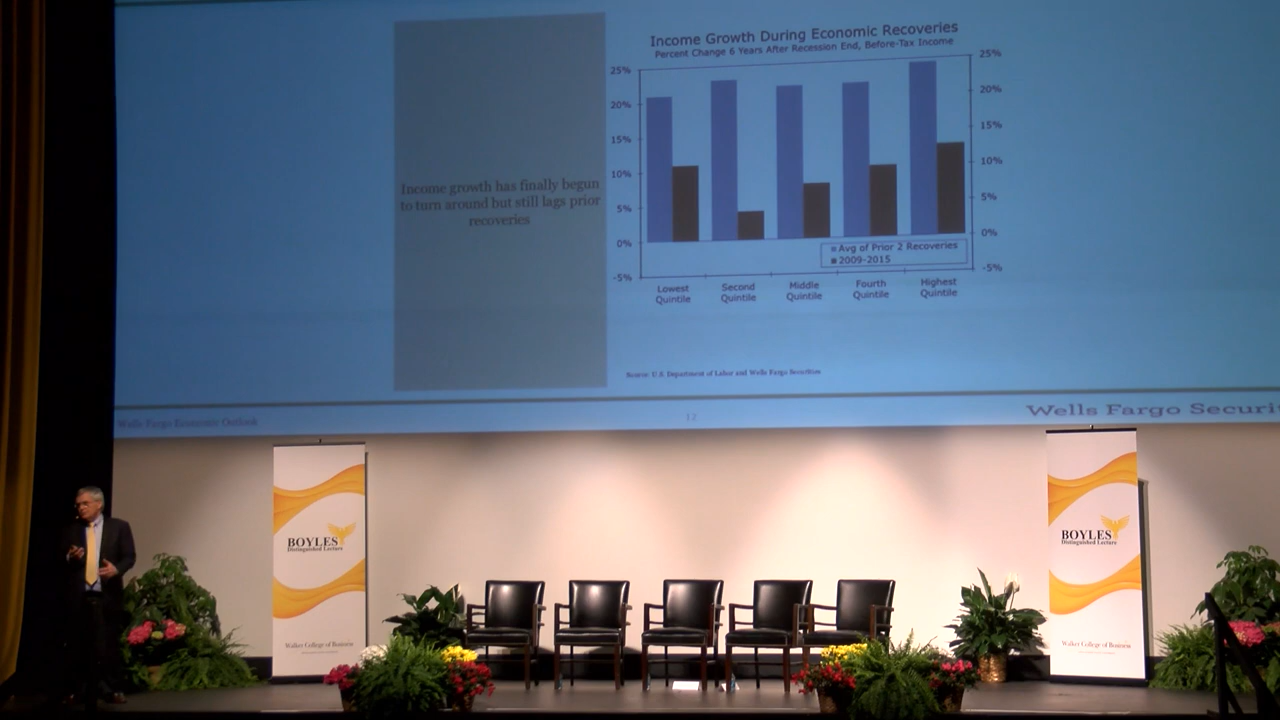 Income Growth During Economic Recoveries
Percent Change 6 Years After Recession End, Before-Tax Income
25%
20%
15%
10%
5%
0%
-5%
25%
20%
15%
10%
5%
0%
-5%
Avg of Prior 2 Recoveries
2009-2015
Lowest
Quintile
Second
Quintile
Middle
Quintile
Fourth
Quintile
Highest
Quintile
Income growth has finally begun
to turn around but still lags prior
recoveries
Source: U.S. Department of Labor and Wells Fargo Securities
Wells Fargo Economic Outlook
12
Wells Fargo Securi
BOYLES
Distinguished Lecture
Walker College of Business
BOYLES
Distinguished Lecture
Walker College of Business